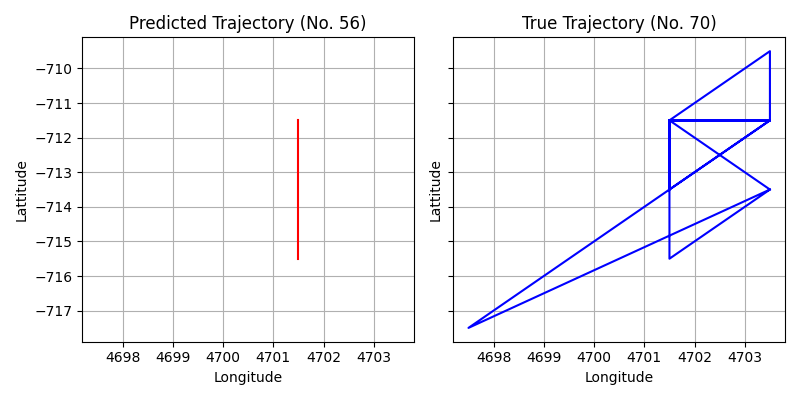 Predicted Trajectory (No. 56)
True Trajectory (No. 70)
−710
−711
−712
−713
−714
−715
−716
−717
Lattitude
4698 4699 4700 4701 4702 4703
Longitude
Lattitude
4698 4699 4700 4701 4702 4703
Longitude